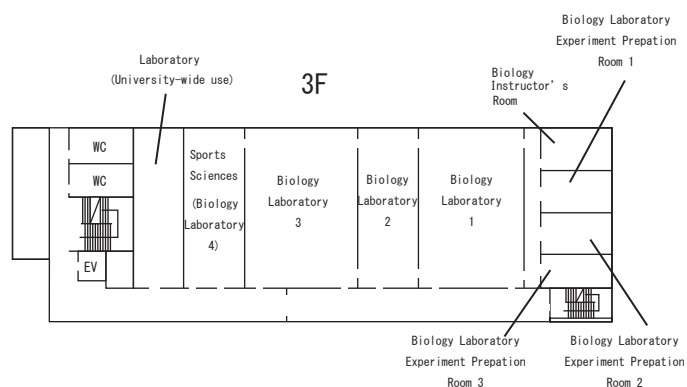 Biology Laboratory
Experiment Prepation
Room 1
Laboratory
(University-wide use)
3F
Biology
Instructor's
Room
WC
WC
EV
Sports
Sciences
(Biology
Laboratory
4)
Biology
Laboratory
3
Biology
Laboratory
2
Biology
Laboratory
1
Biology Laboratory
Experiment Prepation
Room 3
Biology Laboratory
Experiment Prepation
Room 2